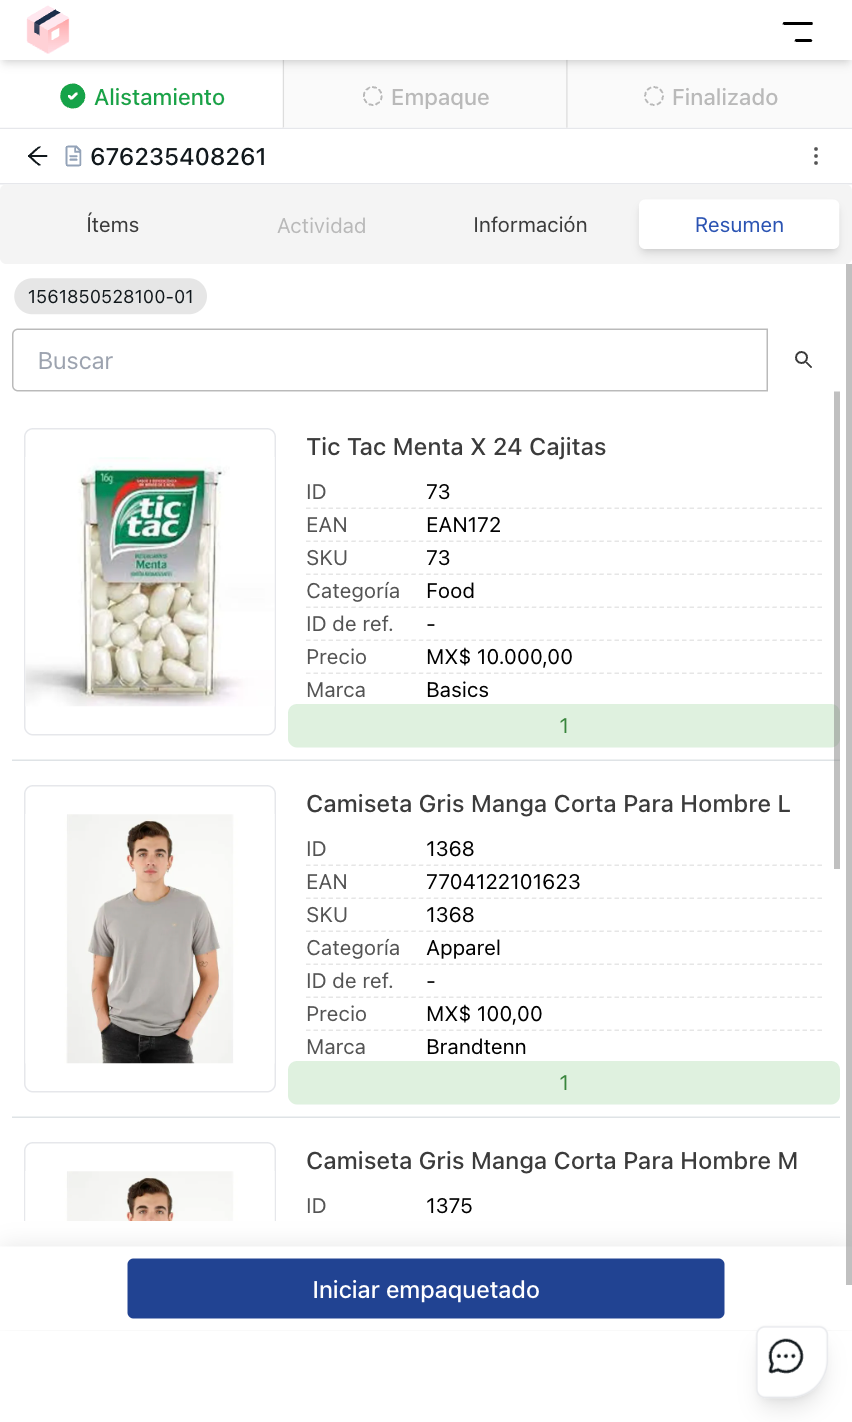 Alistamiento
Empaque
Finalizado
676235408261
Ítems
Actividad
Información
Resumen
1561850528100-01
Buscar
16g
tic
tac
Menta
Tic Tac Menta X 24 Cajitas
ID 73
EAN EAN172
SKU 73
Categoría Food
ID de ref. -
Precio MX$ 10.000,00
Marca Basics
1
Camiseta Gris Manga Corta Para Hombre L
ID 1368
EAN 7704122101623
SKU 1368
Categoría Apparel
ID de ref. -
Precio MX$ 100,00
Marca Brandtenn
1
Camiseta Gris Manga Corta Para Hombre M
ID 1375
Iniciar empaquetado